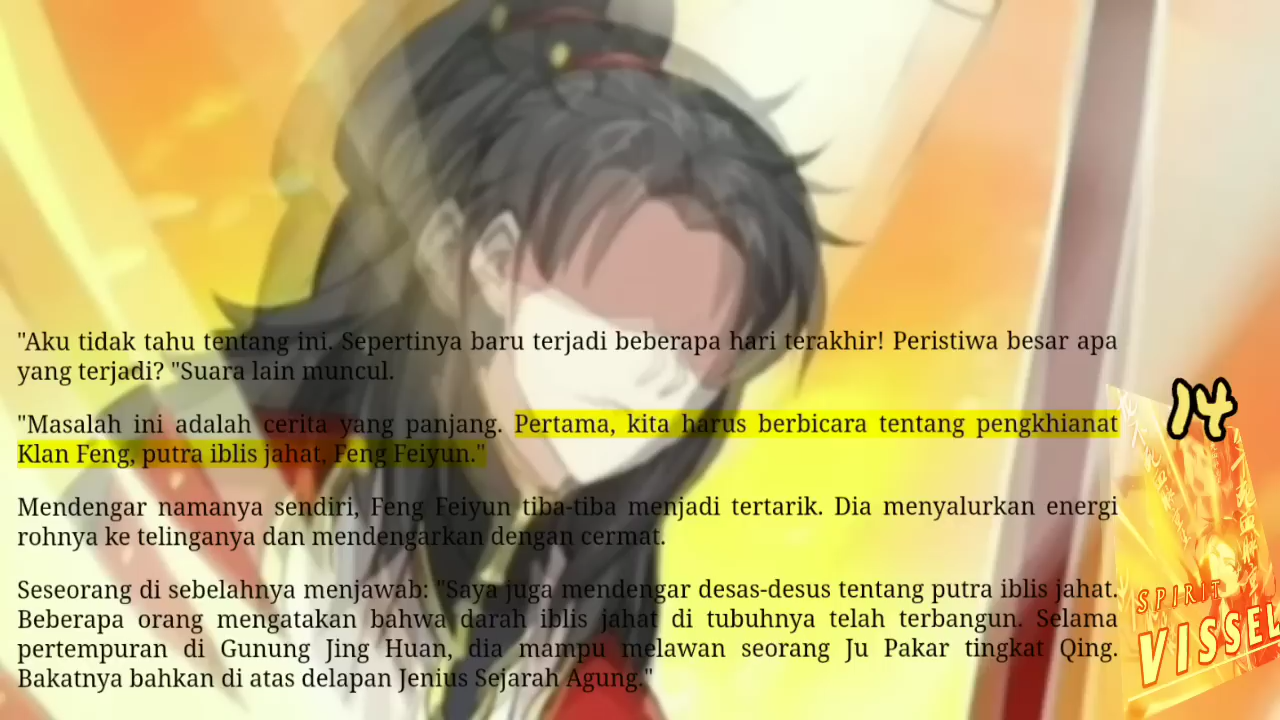 "Aku tidak tahu tentang ini. Sepertinya baru terjadi beberapa hari terakhir! Peristiwa besar apa
yang terjadi? "Suara lain muncul.
"Masalah ini adalah cerita yang panjang. Pertama, kita harus berbicara tentang pengkhianat
Klan Feng, putra iblis jahat, Feng Feiyun."
Mendengar namanya sendiri, Feng Feiyun tiba-tiba menjadi tertarik. Dia menyalurkan energi
rohnya ke telinganya dan mendengarkan dengan cermat.
Seseorang di sebelahnya menjawab: "Saya juga mendengar desas-desus tentang putra iblis jahat.
Beberapa orang mengatakan bahwa darah iblis jahat di tubuhnya telah terbangun. Selama
pertempuran di Gunung Jing Huan, dia mampu melawan seorang Ju Pakar tingkat Qing.
Bakatnya bahkan di atas delapan Jenius Sejarah Agung."
14
SPIRIT
VISSEL